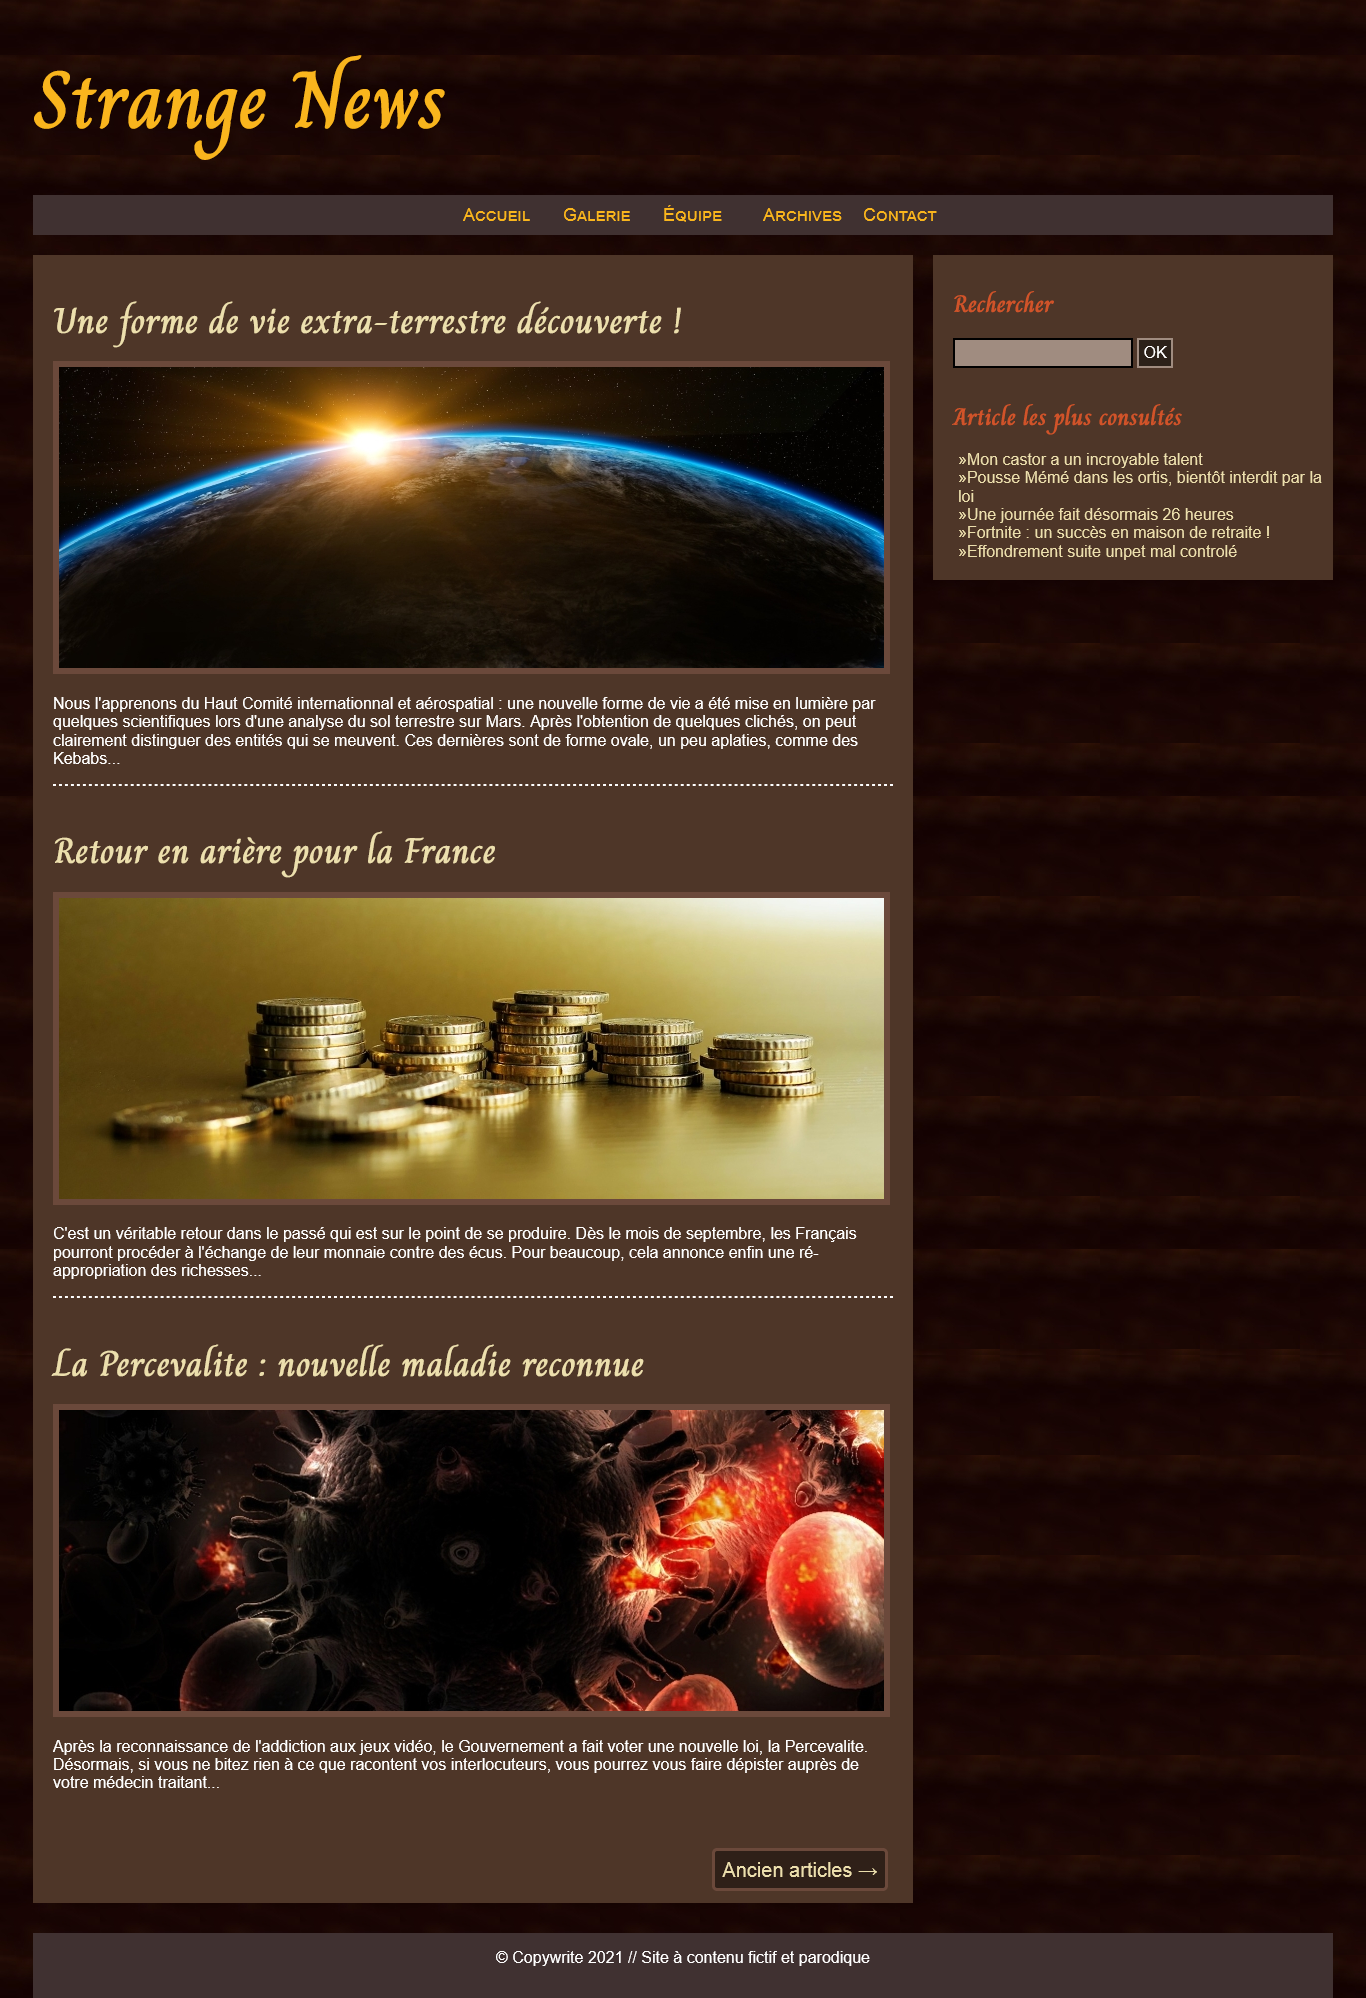 Strange News
Accueil Galerie Équipe Archives Contact
Une forme de vie extra-terrestre découverte !
Nous l'apprenons du Haut Comité internationnal et aérospatial : une nouvelle forme de vie a été mise en lumière par
quelques scientifiques lors d'une analyse du sol terrestre sur Mars. Après l'obtention de quelques clichés, on peut
clairement distinguer des entités qui se meuvent. Ces dernières sont de forme ovale, un peu aplaties, comme des
Kebabs...
Retour en arière pour la France
C'est un véritable retour dans le passé qui est sur le point de se produire. Dès le mois de septembre, les Français
pourront procéder à l'échange de leur monnaie contre des écus. Pour beaucoup, cela annonce enfin une ré-
appropriation des richesses...
La Percevalite : nouvelle maladie reconnue
Après la reconnaissance de l'addiction aux jeux vidéo, le Gouvernement a fait voter une nouvelle loi, la Percevalite.
Désormais, si vous ne bitez rien à ce que racontent vos interlocuteurs, vous pourrez vous faire dépister auprès de
votre médecin traitant...
Ancien articles →
Rechercher
OK
Article les plus consultés
»Mon castor a un incroyable talent
»Pousse Mémé dans les ortis, bientôt interdit par la
loi
»Une journée fait désormais 26 heures
»Fortnite : un succès en maison de retraite !
»Effondrement suite unpet mal controlé
© Copywrite 2021 // Site à contenu fictif et parodique